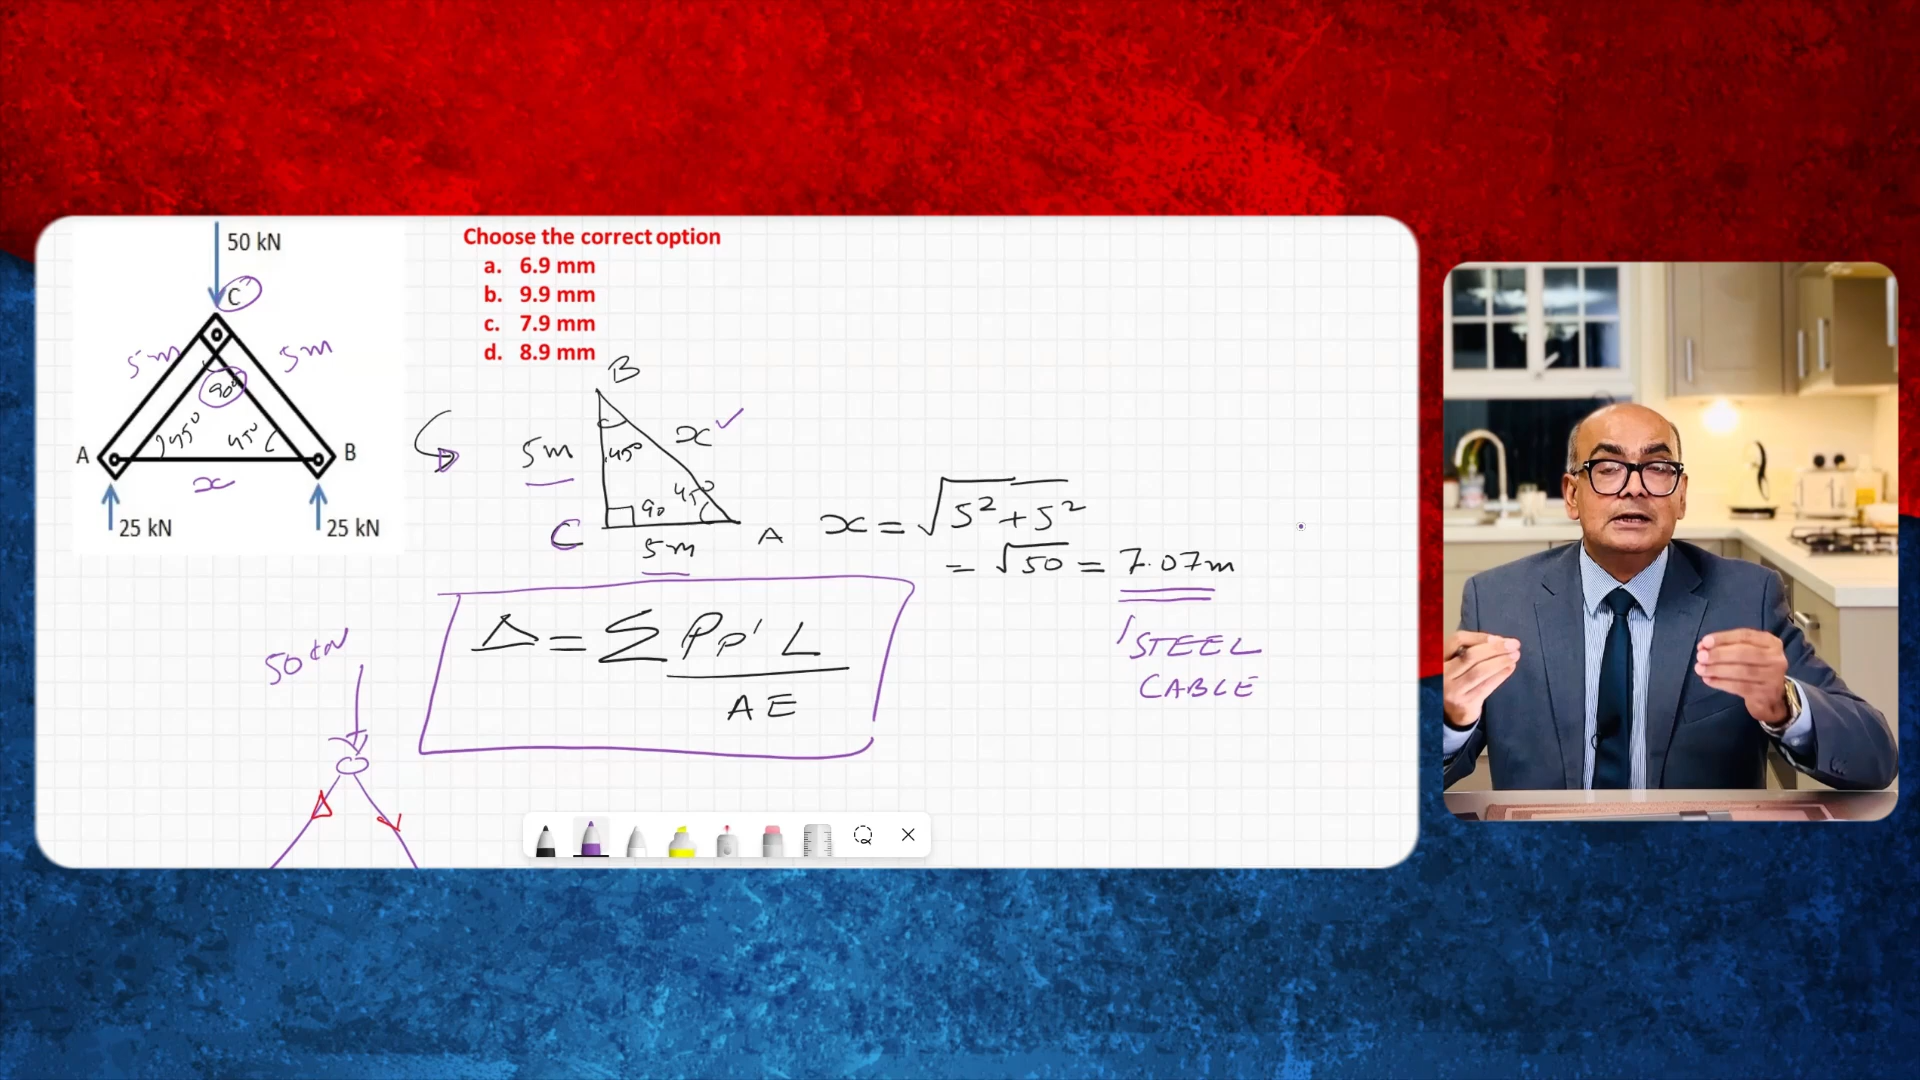 50 kN
C
5m
5m
90°
45°
45°
A
B
x
25 kN
25 kN
Choose the correct option
a. 6.9 mm
b. 9.9 mm
c. 7.9 mm
d. 8.9 mm
B
5m
45°
x ✓
90
45°
C
5m
A
x = √5²+5²
= √50 = 7.07m
STEEL
CABLE
Δ = Σ PP' L
AE
50 kN